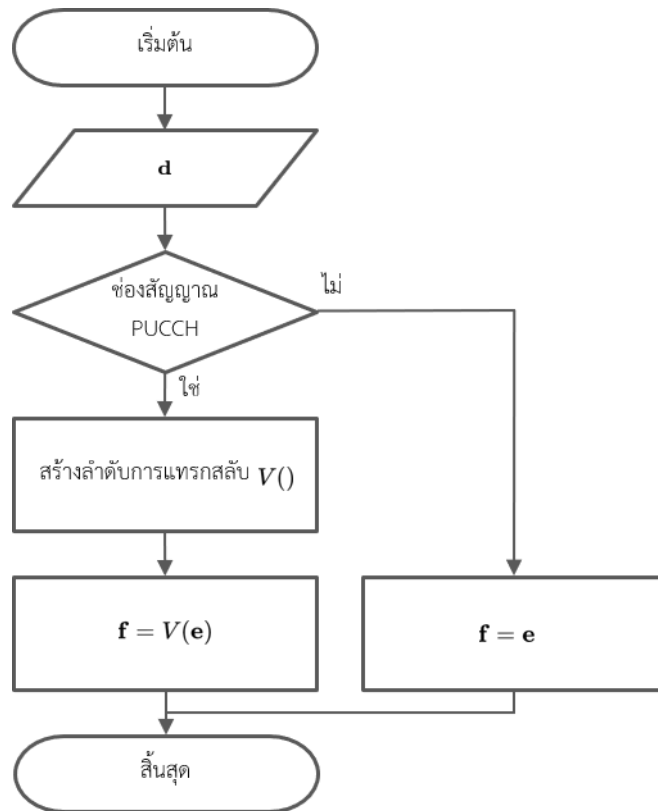 เริ่มต้น
d
ช่องสัญญาณ
PUCCH
ไม่
ใช่
สร้างลำดับการแทรกสลับ V()
f = V(e)
f = e
สิ้นสุด